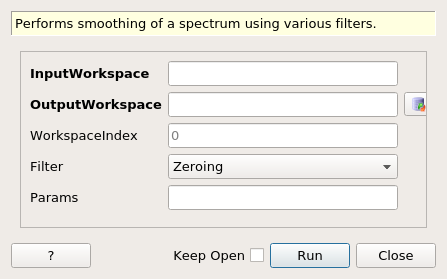 Performs smoothing of a spectrum using various filters.
InputWorkspace
OutputWorkspace
WorkspaceIndex 0
Filter Zeroing
Params
? Keep Open Run Close